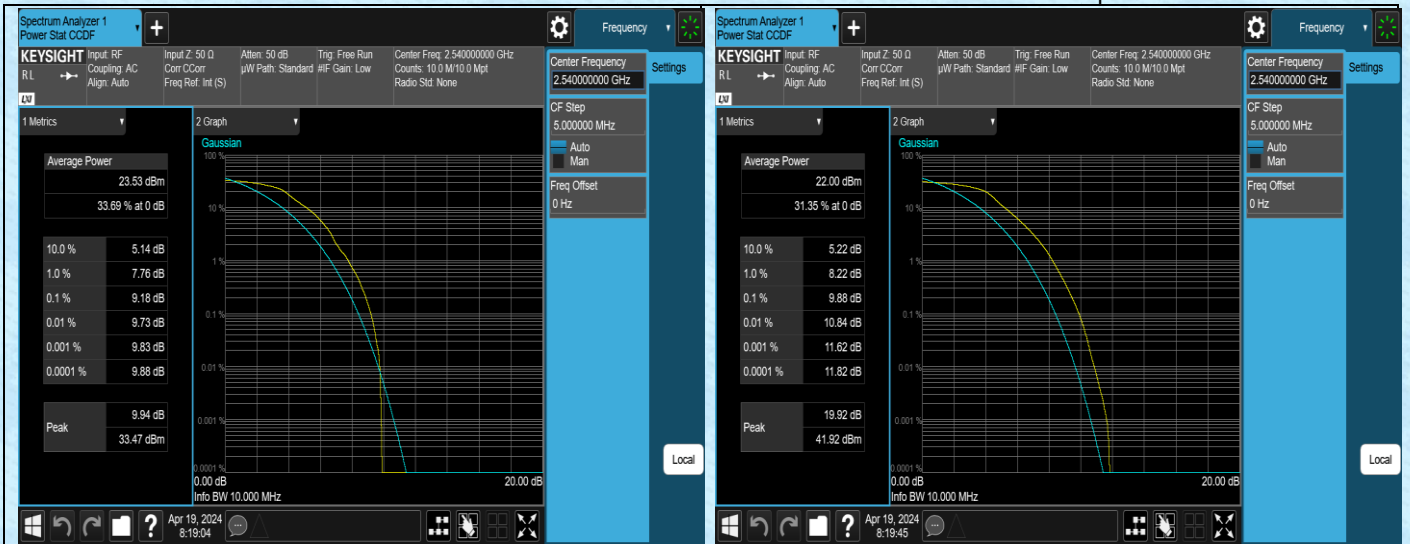 Spectrum Analyzer 1
Power Stat CCDF
+
Frequency
KEYSIGHT
R L
LXI
Input: RF
Coupling: AC
Align: Auto
Input Z: 50 Ω
Corr CCorr
Freq Ref: Int (S)
Atten: 50 dB
µW Path: Standard
Trig: Free Run
#IF Gain: Low
Center Freq: 2.540000000 GHz
Counts: 10.0 M/10.0 Mpt
Radio Std: None
Center Frequency
2.540000000 GHz
Settings
CF Step
5.000000 MHz
Auto
Man
Freq Offset
0 Hz
1 Metrics
Average Power
23.53 dBm
33.69 % at 0 dB
10.0 % 5.14 dB
1.0 % 7.76 dB
0.1 % 9.18 dB
0.01 % 9.73 dB
0.001 % 9.83 dB
0.0001 % 9.88 dB
Peak
9.94 dB
33.47 dBm
2 Graph
Gaussian
100 %
10 %
1 %
0.1 %
0.01 %
0.001 %
0.0001 %
0.00 dB 20.00 dB
Info BW 10.000 MHz
Local
?
Apr 19, 2024
8:19:04
Spectrum Analyzer 1
Power Stat CCDF
+
Frequency
KEYSIGHT
R L
LXI
Input: RF
Coupling: AC
Align: Auto
Input Z: 50 Ω
Corr CCorr
Freq Ref: Int (S)
Atten: 50 dB
µW Path: Standard
Trig: Free Run
#IF Gain: Low
Center Freq: 2.540000000 GHz
Counts: 10.0 M/10.0 Mpt
Radio Std: None
Center Frequency
2.540000000 GHz
Settings
CF Step
5.000000 MHz
Auto
Man
Freq Offset
0 Hz
1 Metrics
Average Power
22.00 dBm
31.35 % at 0 dB
10.0 % 5.22 dB
1.0 % 8.22 dB
0.1 % 9.88 dB
0.01 % 10.84 dB
0.001 % 11.62 dB
0.0001 % 11.82 dB
Peak
19.92 dB
41.92 dBm
2 Graph
Gaussian
100 %
10 %
1 %
0.1 %
0.01 %
0.001 %
0.0001 %
0.00 dB 20.00 dB
Info BW 10.000 MHz
Local
?
Apr 19, 2024
8:19:45